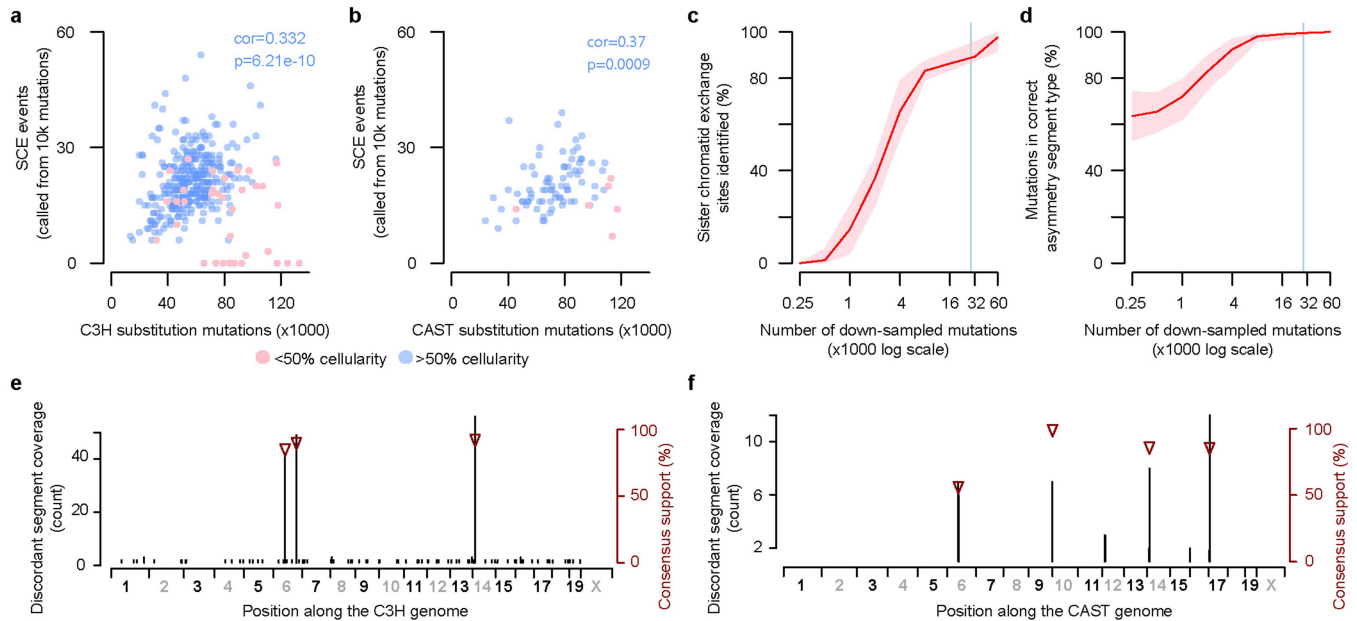 a
SCE events
(called from 10k mutations)
60
30
0
cor=0.332
p=6.21e-10
0
40
80
120
C3H substitution mutations (x1000)
b
SCE events
(called from 10k mutations)
60
30
0
cor=0.37
p=0.0009
0
40
80
120
CAST substitution mutations (x1000)
<50% cellularity
>50% cellularity
c
Sister chromatid exchange
sites identified (%)
100
80
40
0
0.25
1
4
16
32
60
Number of down-sampled mutations
(x1000 log scale)
d
Mutations in correct
asymmetry segment type (%)
100
80
40
0
0.25
1
4
16
32
60
Number of down-sampled mutations
(x1000 log scale)
e
Discordant segment coverage
(count)
40
20
0
100
50
0
Consensus support (%)
1 2 3 4 5 6 7 8 9 10 11 12 13 14 15 17 19 X
Position along the C3H genome
f
Discordant segment coverage
(count)
10
6
2
100
50
0
Consensus support (%)
1 2 3 4 5 6 7 8 9 10 11 12 13 14 15 17 19 X
Position along the CAST genome